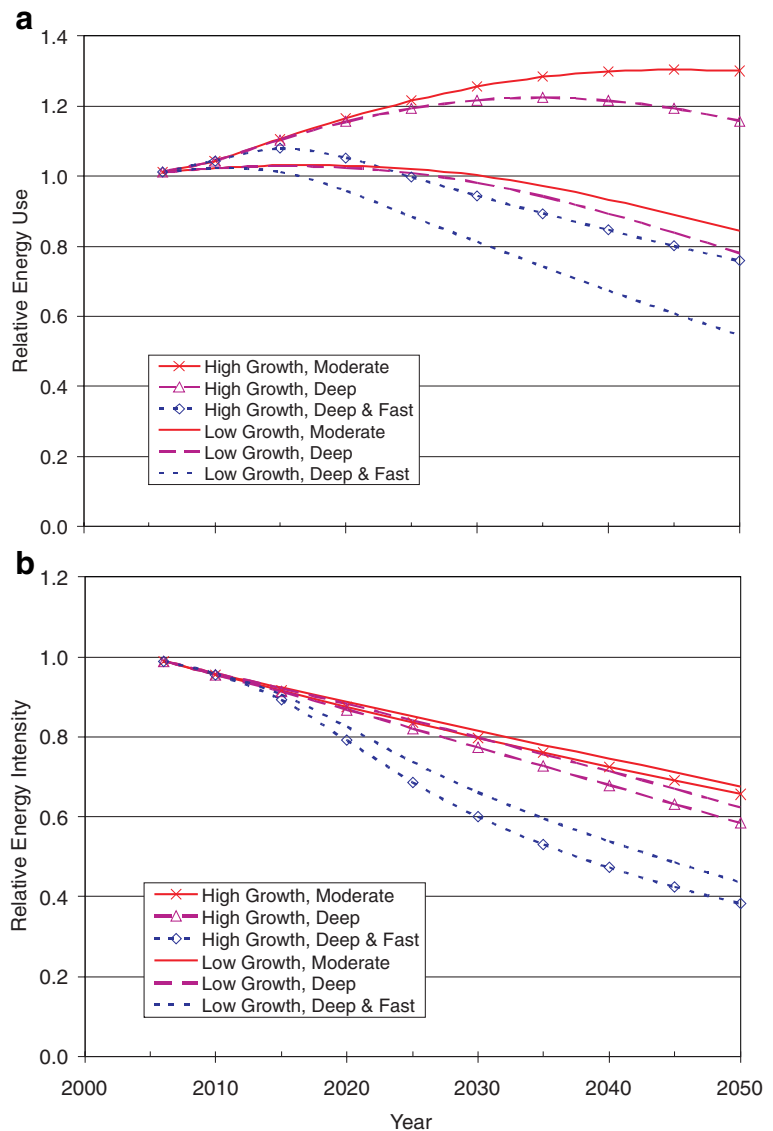 a
1.4
1.2
1.0
0.8
0.6
0.4
0.2
0.0
Relative Energy Use
High Growth, Moderate
High Growth, Deep
High Growth, Deep & Fast
Low Growth, Moderate
Low Growth, Deep
Low Growth, Deep & Fast
b
1.2
1.0
0.8
0.6
0.4
0.2
0.0
Relative Energy Intensity
High Growth, Moderate
High Growth, Deep
High Growth, Deep & Fast
Low Growth, Moderate
Low Growth, Deep
Low Growth, Deep & Fast
2000 2010 2020 2030 2040 2050
Year